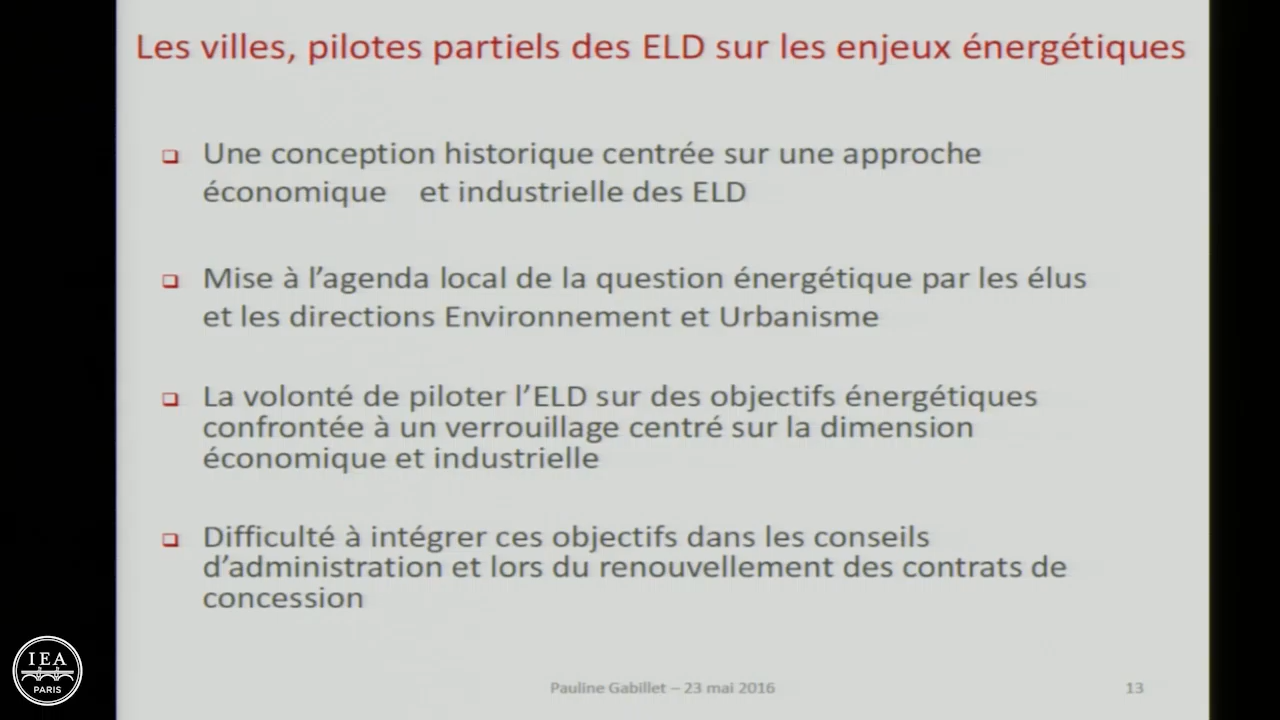 Les villes, pilotes partiels des ELD sur les enjeux énergétiques
Une conception historique centrée sur une approche
économique et industrielle des ELD
Mise à l’agenda local de la question énergétique par les élus
et les directions Environnement et Urbanisme
La volonté de piloter l’ELD sur des objectifs énergétiques
confrontée à un verrouillage centré sur la dimension
économique et industrielle
Difficulté à intégrer ces objectifs dans les conseils
d’administration et lors du renouvellement des contrats de
concession
IEA
PARIS
Pauline Gabillet – 23 mai 2016
13